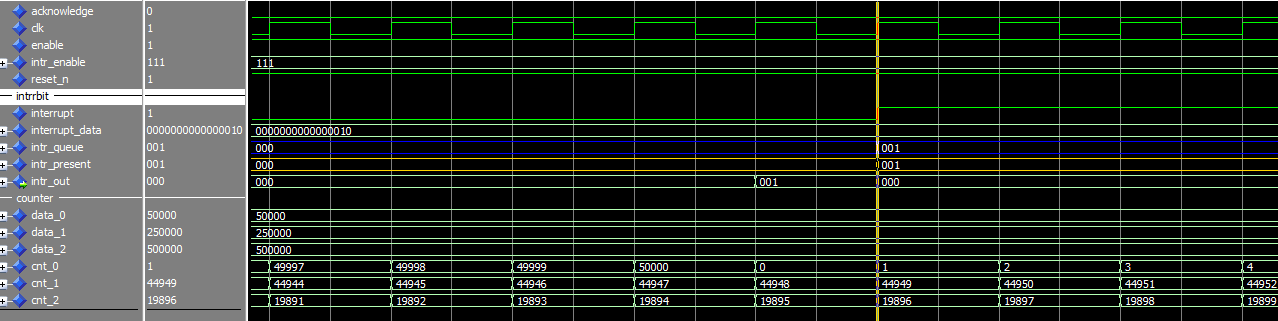 acknowledge 0
clk 1
enable 1
intr_enable 111 111
reset_n 1
intrrbit
interrupt 1
interrupt_data 0000000000000010 0000000000000010
intr_queue 001 000 001
intr_present 001 000 001
intr_out 000 000 001 000
counter
data_0 50000 50000
data_1 250000 250000
data_2 500000 500000
cnt_0 1 49997 49998 49999 50000 0 1 2 3 4
cnt_1 44949 44944 44945 44946 44947 44948 44949 44950 44951 44952
cnt_2 19896 19891 19892 19893 19894 19895 19896 19897 19898 19899